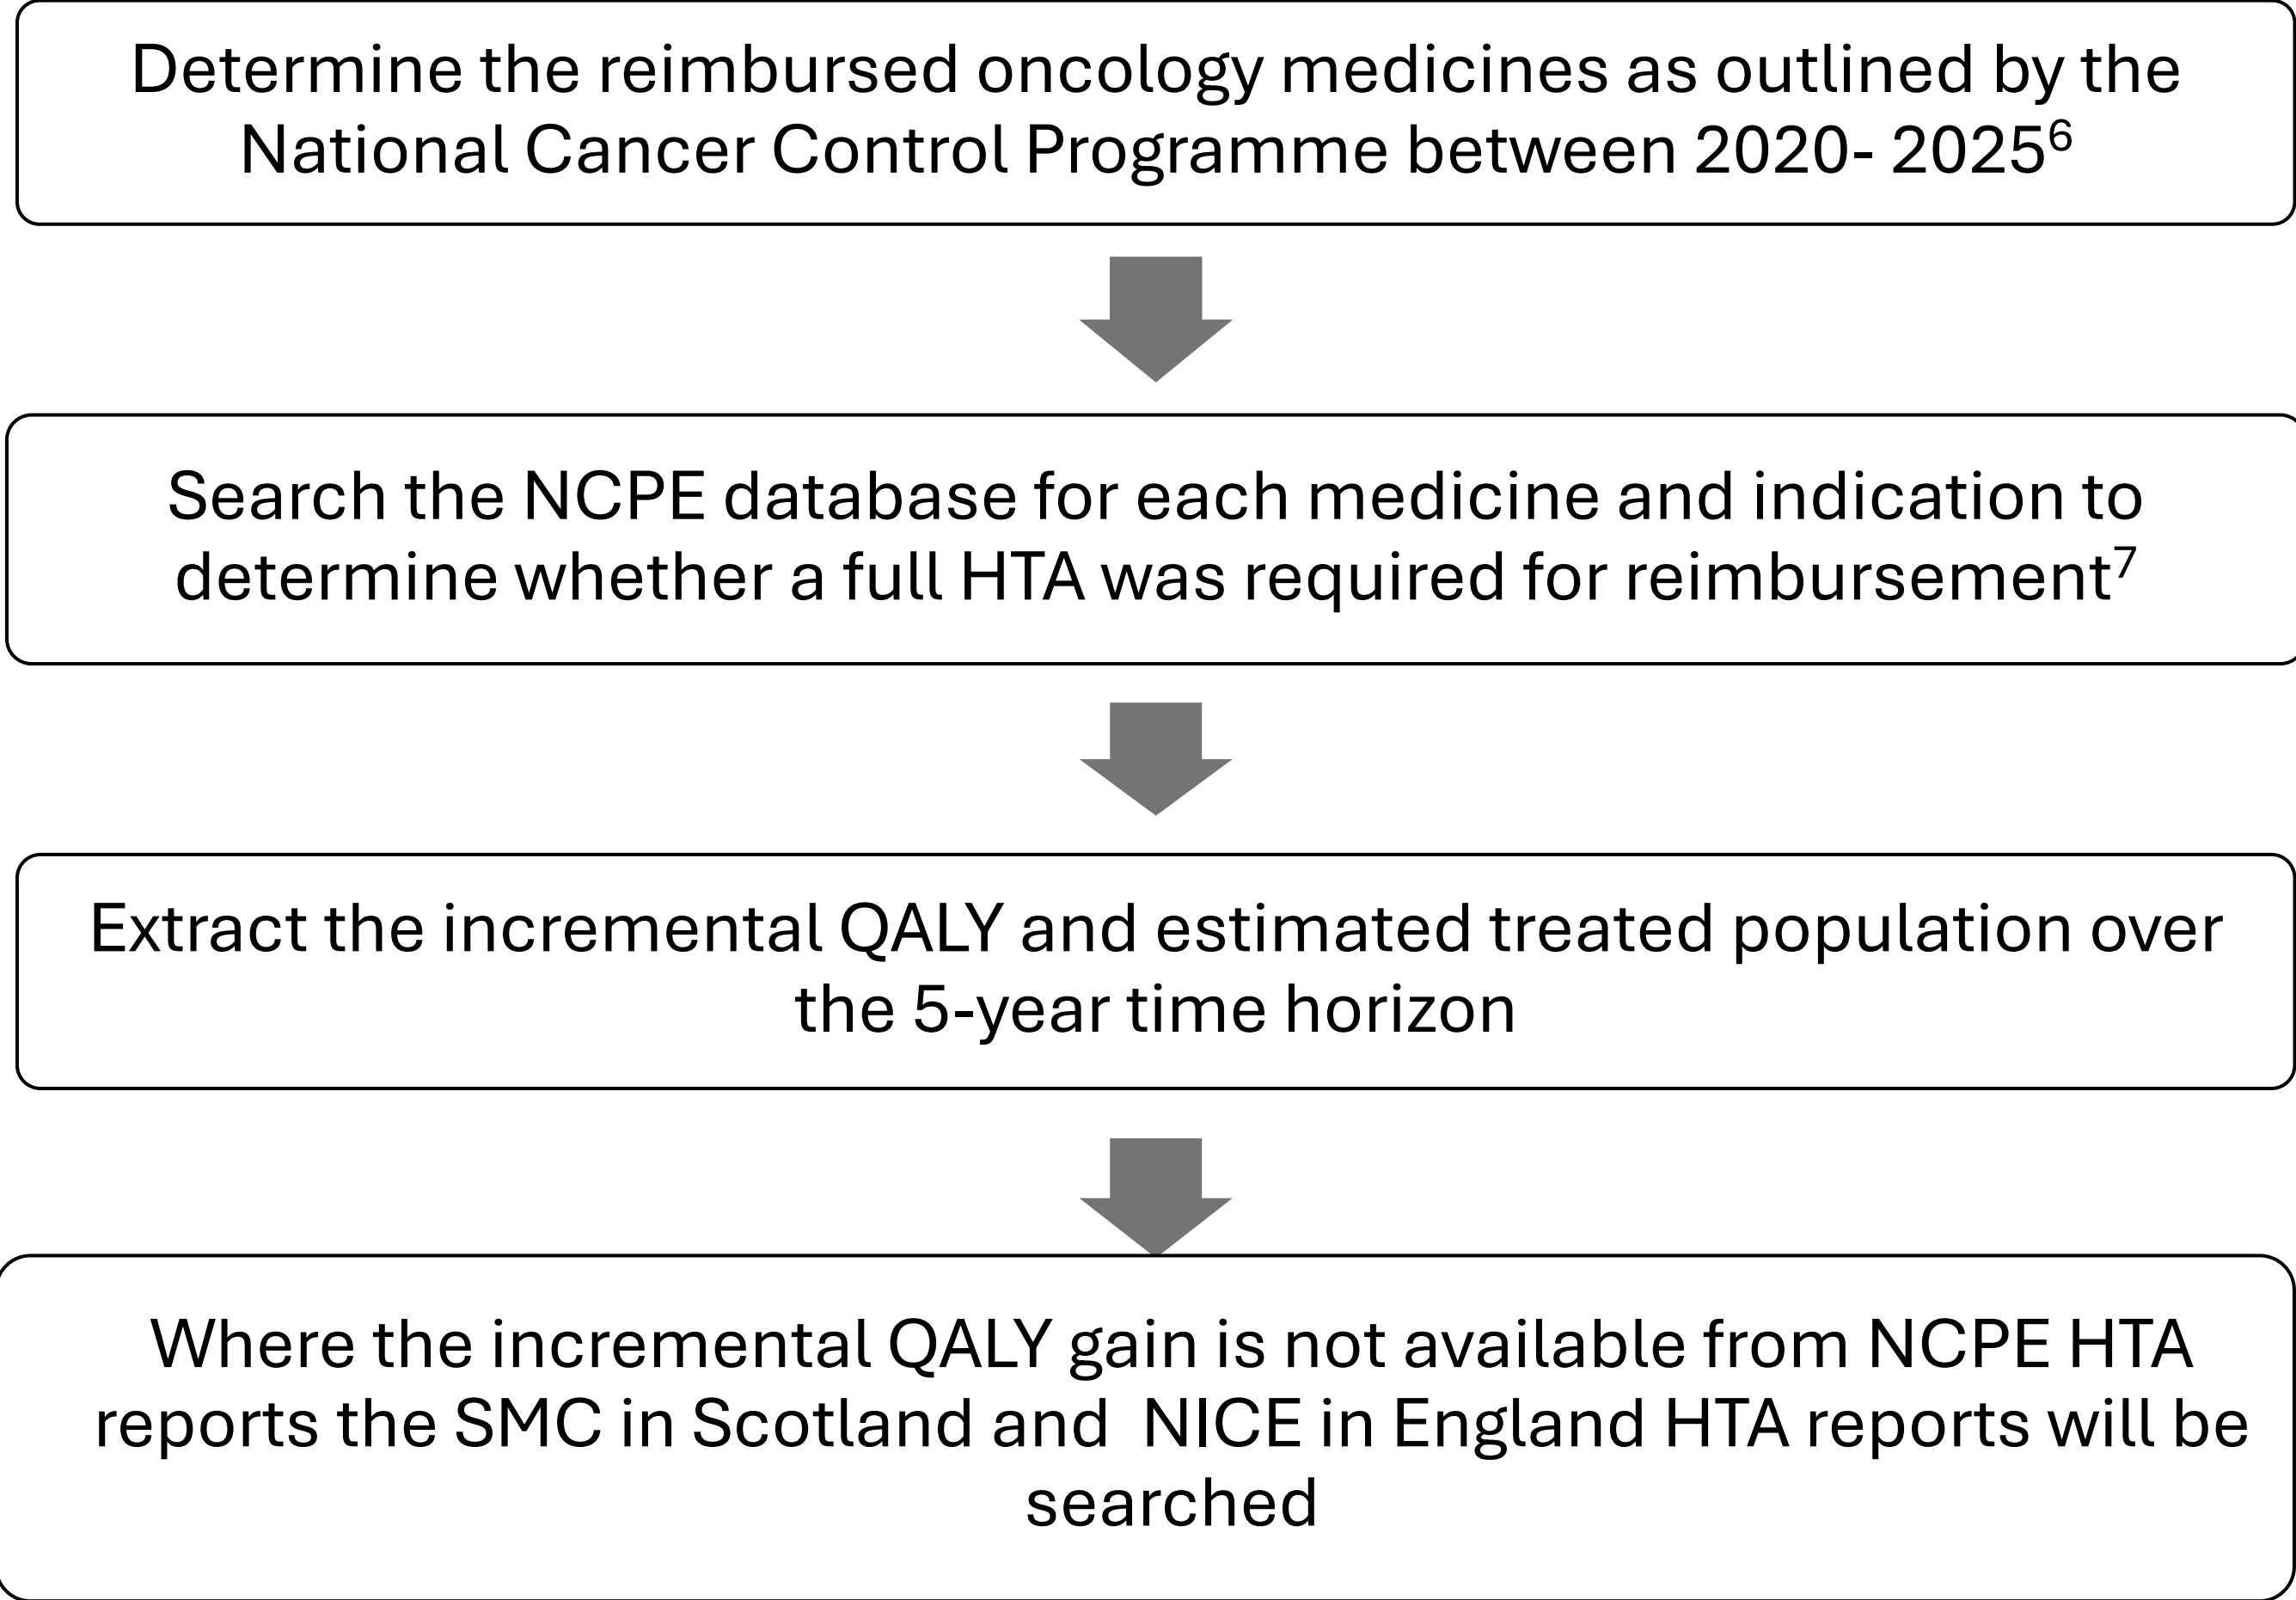 Determine the reimbursed oncology medicines as outlined by the
National Cancer Control Programme between 2020- 2025⁶
Search the NCPE database for each medicine and indication to
determine whether a full HTA was required for reimbursement⁷
Extract the incremental QALY and estimated treated population over
the 5-year time horizon
Where the incremental QALY gain is not available from NCPE HTA
reports the SMC in Scotland and  NICE in England HTA reports will be
searched